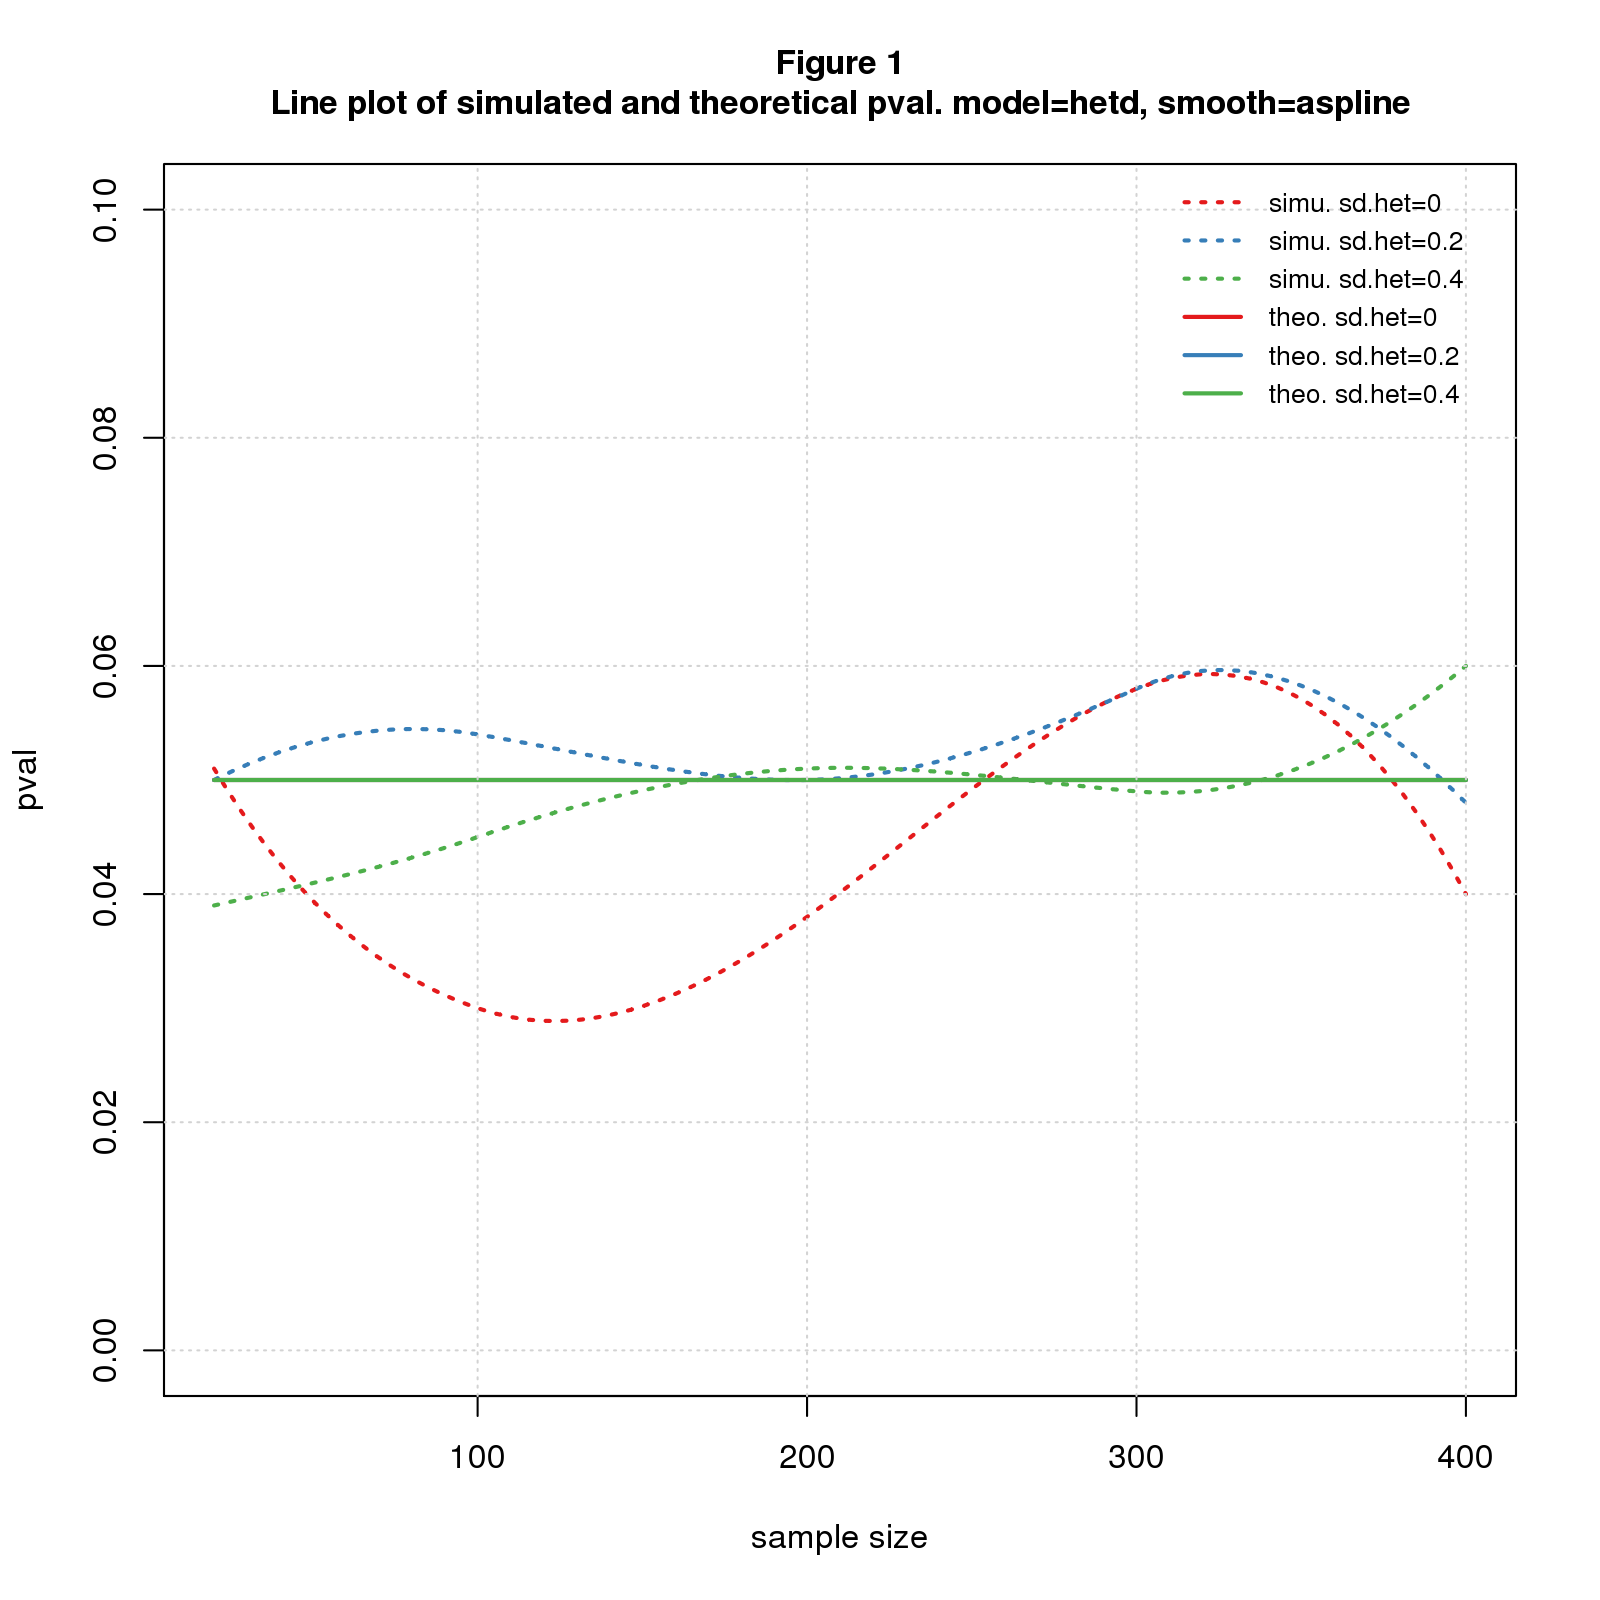 Figure 1
Line plot of simulated and theoretical pval. model=hetd, smooth=aspline
simu. sd.het=0
simu. sd.het=0.2
simu. sd.het=0.4
theo. sd.het=0
theo. sd.het=0.2
theo. sd.het=0.4
pval
0.10
0.08
0.06
0.04
0.02
0.00
100 200 300 400
sample size